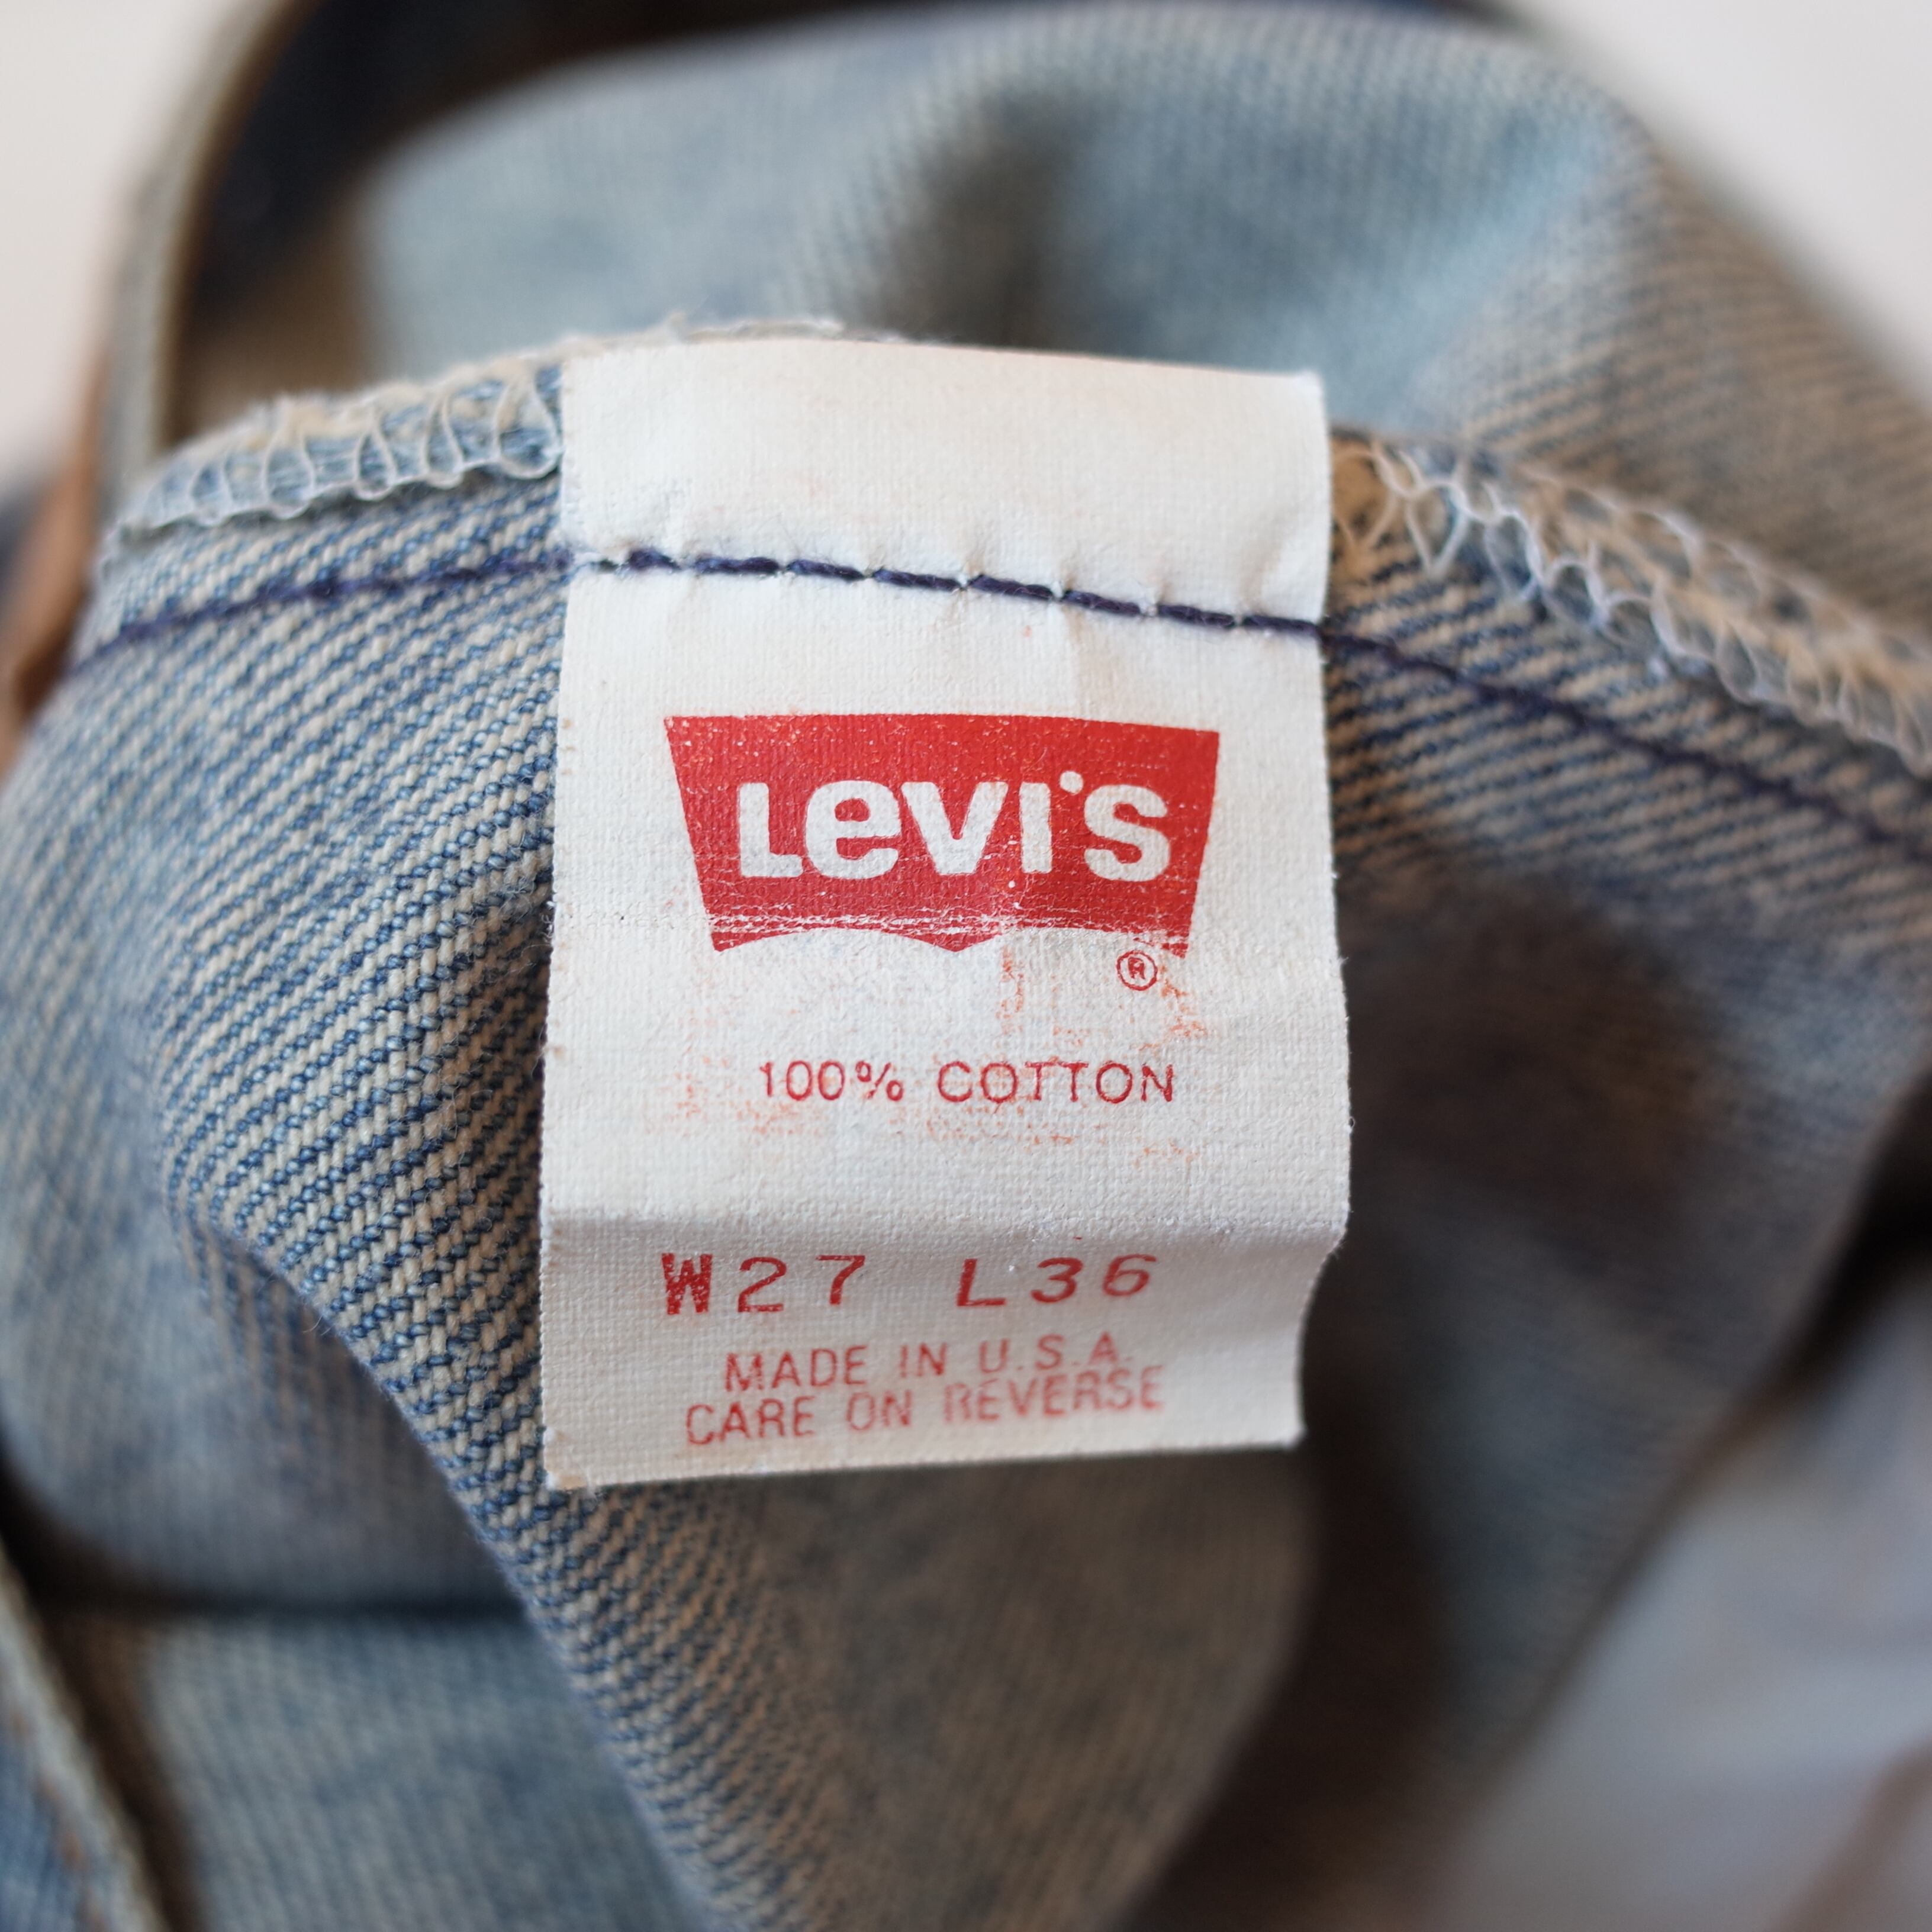 Levi's
®
100% COTTON
W27 L36
MADE IN U.S.A.
CARE ON REVERSE